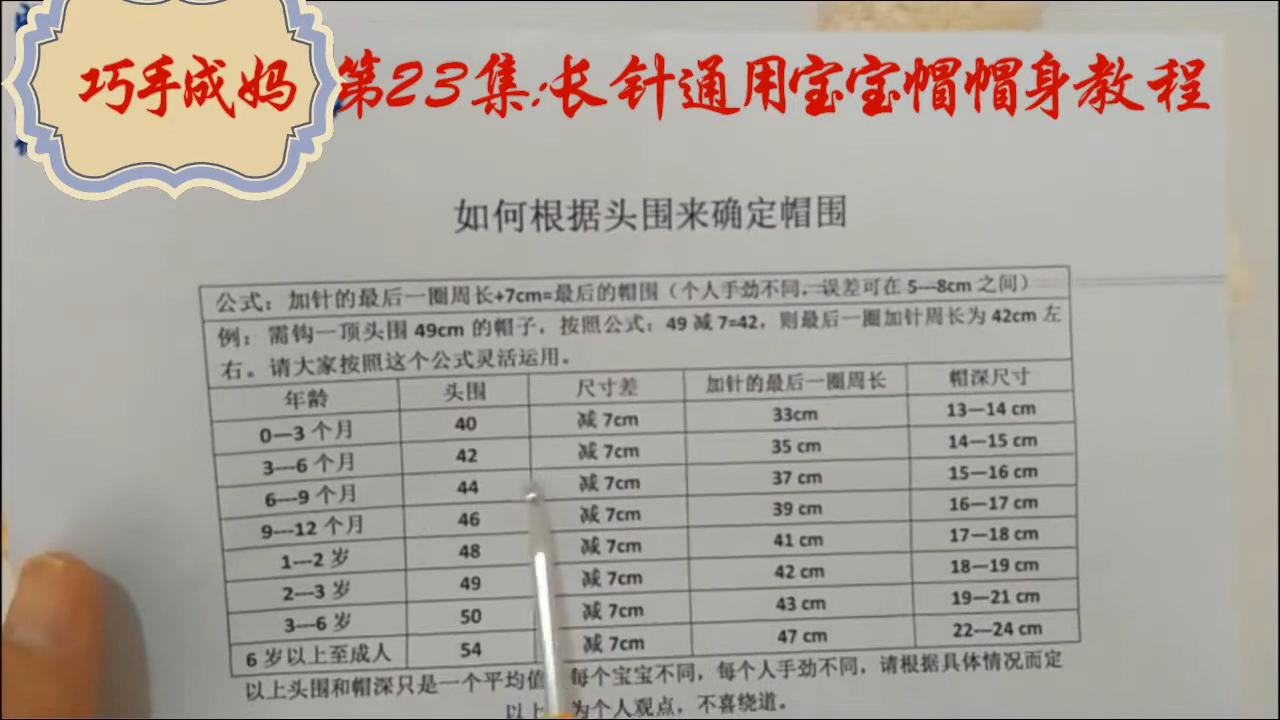 巧手成妈
第23集:长针通用宝宝帽帽身教程
如何根据头围来确定帽围
公式：加针的最后一圈周长+7cm=最后的帽围（个人手劲不同，误差可在5---8cm之间）
例：需钩一顶头围49cm的帽子，按照公式：49减7=42，则最后一圈加针周长为42cm左
右。请大家按照这个公式灵活运用。
年龄 头围 尺寸差 加针的最后一圈周长 帽深尺寸
0—3个月 40 减7cm 33cm 13—14 cm
3---6个月 42 减7cm 35 cm 14—15 cm
6---9个月 44 减7cm 37 cm 15—16 cm
9---12个月 46 减7cm 39 cm 16—17 cm
1---2岁 48 减7cm 41 cm 17—18 cm
2---3岁 49 减7cm 42 cm 18—19 cm
3---6岁 50 减7cm 43 cm 19—21 cm
6岁以上至成人 54 减7cm 47 cm 22—24 cm
以上头围和帽深只是一个平均值 每个宝宝不同，每个人手劲不同，请根据具体情况而定
以上 为个人观点，不喜绕道。